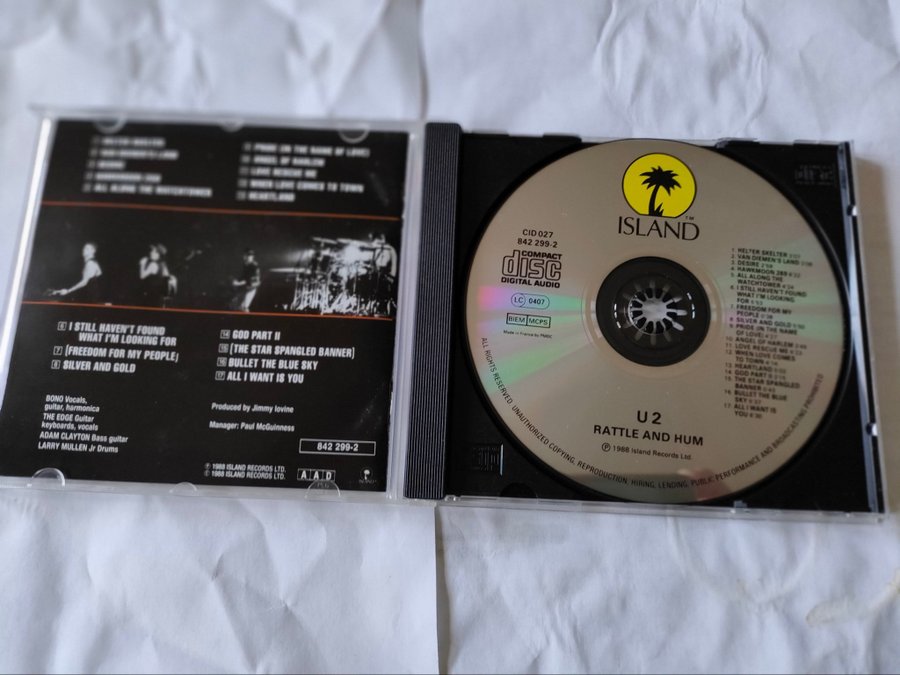 ALL ALONG THE WATCHTOWER
PRIDE (IN THE NAME OF LOVE)
ANGEL OF HARLEM
LOVE RESCUE ME
WHEN LOVE COMES TO TOWN
HEARTLAND
6 I STILL HAVEN'T FOUND
WHAT I'M LOOKING FOR
7 [FREEDOM FOR MY PEOPLE]
8 SILVER AND GOLD
14 GOD PART II
15 [THE STAR SPANGLED BANNER]
16 BULLET THE BLUE SKY
17 ALL I WANT IS YOU
BONO Vocals,
guitar, harmonica
THE EDGE Guitar
keyboards, vocals
ADAM CLAYTON Bass guitar
LARRY MULLEN Jr Drums
Produced by Jimmy Iovine
Manager: Paul McGuinness
842 299-2
℗ 1988 ISLAND RECORDS LTD.
© 1988 ISLAND RECORDS LTD.
AAD
ISLAND™
CID 027
842 299-2
COMPACT
disc
DIGITAL AUDIO
LC 0407
BIEM MCPS
Made in France by PMDC
1. HELTER SKELTER
2. VAN DIEMEN'S LAND
3. DESIRE
4. HAWKMOON 269
5. ALL ALONG THE
WATCHTOWER
6. I STILL HAVEN'T FOUND
WHAT I'M LOOKING
FOR
7. FREEDOM FOR MY
PEOPLE
8. SILVER AND GOLD
9. PRIDE (IN THE NAME
OF LOVE)
10. ANGEL OF HARLEM
11. LOVE RESCUE ME
12. WHEN LOVE COMES
TO TOWN
13. HEARTLAND
14. GOD PART II
15. THE STAR SPANGLED
BANNER
16. BULLET THE BLUE
SKY
17. ALL I WANT IS
YOU
U2
RATTLE AND HUM
℗ 1988 Island Records Ltd.
ALL RIGHTS RESERVED. UNAUTHORIZED COPYING, REPRODUCTION, HIRING, LENDING, PUBLIC PERFORMANCE AND BROADCASTING PROHIBITED